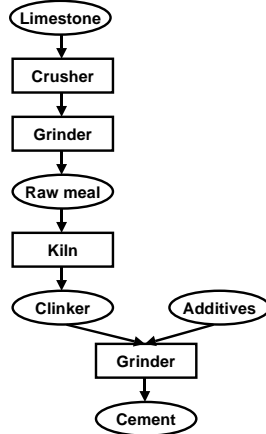 Limestone
Crusher
Grinder
Raw meal
Kiln
Clinker
Additives
Grinder
Cement